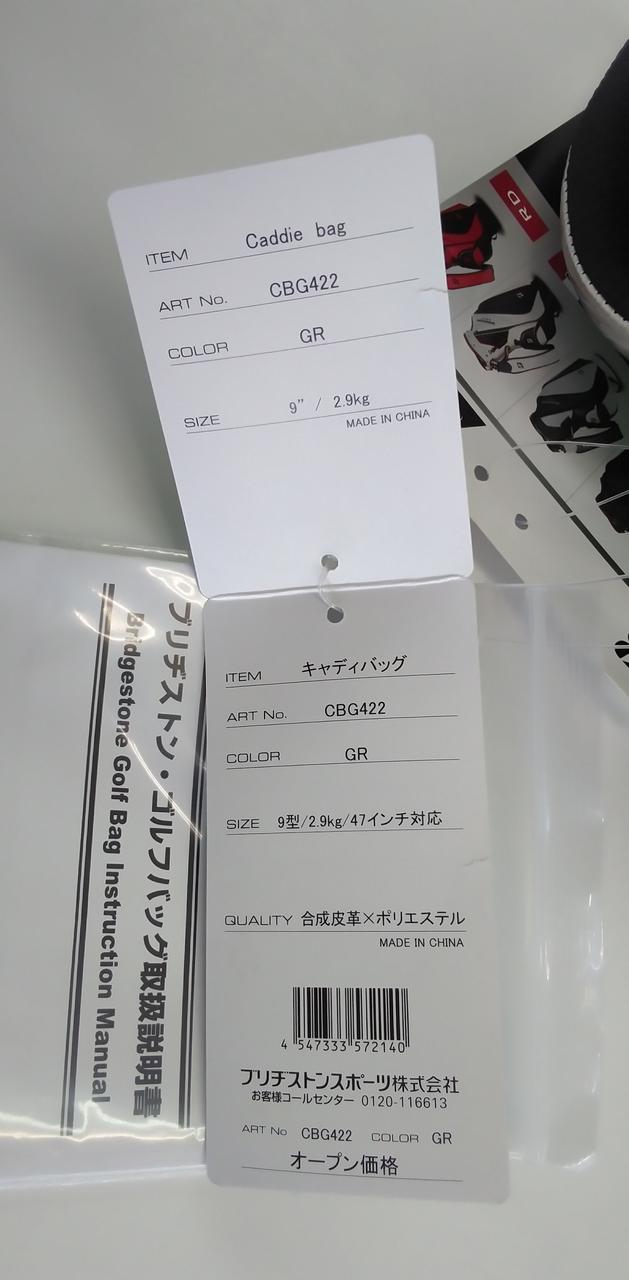 ITEM Caddie bag
ART No. CBG422
COLOR GR
SIZE 9” / 2.9kg
MADE IN CHINA
ITEM キャディバッグ
ART No. CBG422
COLOR GR
SIZE 9型/2.9kg/47インチ対応
QUALITY 合成皮革×ポリエステル
MADE IN CHINA
4 547333 572140
ブリヂストンスポーツ株式会社
お客様コールセンター 0120-116613
ART No CBG422 COLOR GR
オープン価格
ブリヂストン・ゴルフバッグ取扱説明書
Bridgestone Golf Bag Instruction Manual
RD